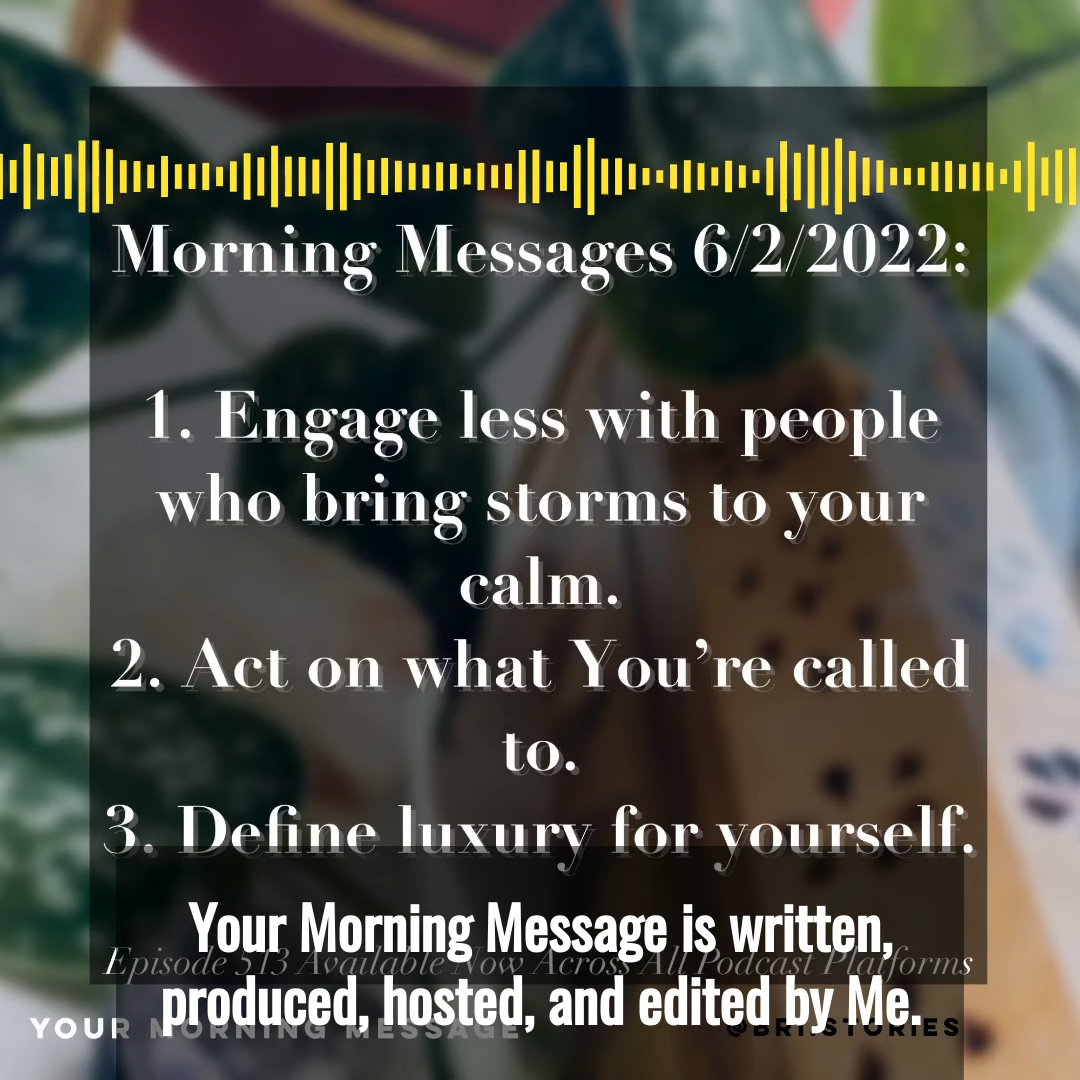 Morning Messages 6/2/2022:
1. Engage less with people
who bring storms to your
calm.
2. Act on what You're called
to.
3. Define luxury for yourself.
Your Morning Message is written,
Episode 513 Available Now Across All Podcast Platforms
produced, hosted, and edited by Me.
YOUR MORNING MESSAGE